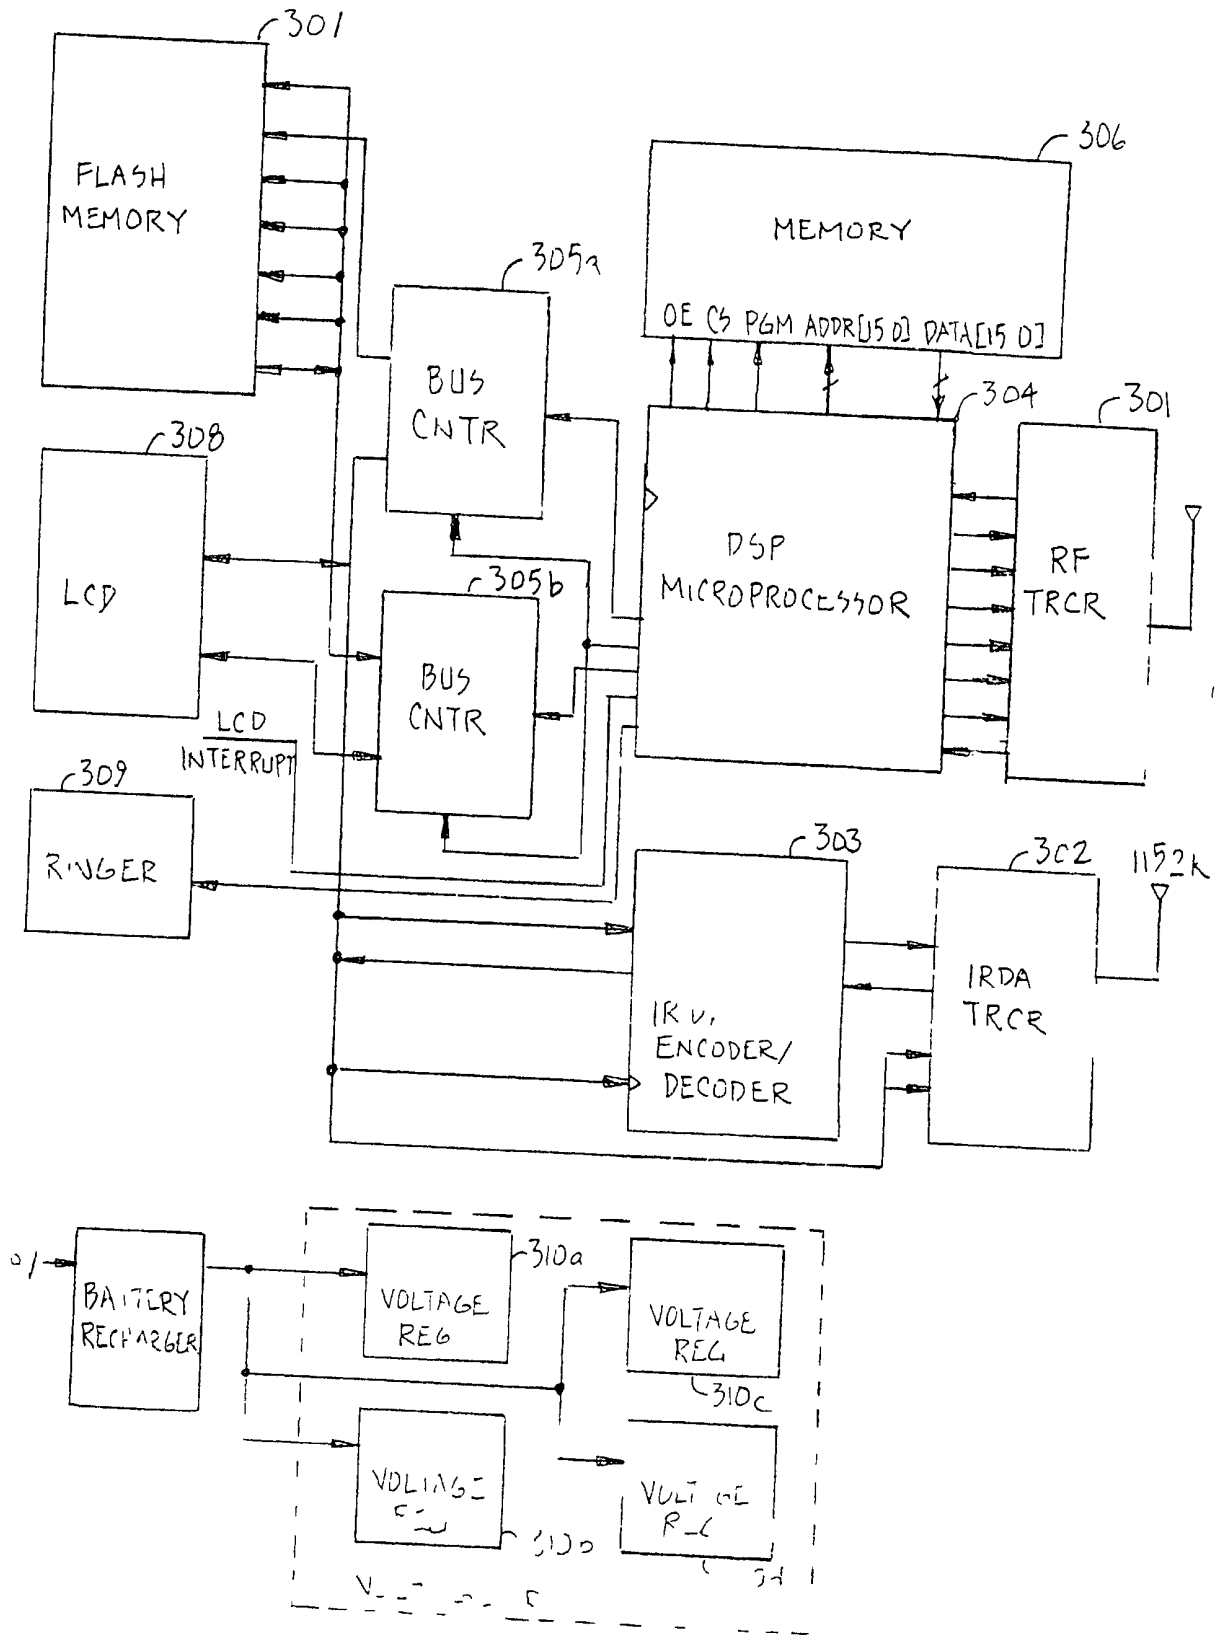 301
FLASH
MEMORY
306
MEMORY
OE CS PGM ADDR[15 0] DATA[15 0]
305a
BUS
CNTR
304
301
308
LCD
DSP
MICROPROCESSOR
RF
TRCR
305b
BUS
CNTR
LCD
INTERRUPT
309
RINGER
303
302
1152k
ENCODER/
DECODER
IRDA
TRCR
BATTERY
RECHARGER
310a
VOLTAGE
REG
VOLTAGE
REG
310c
VOLTAGE
VOLTAGE
REG